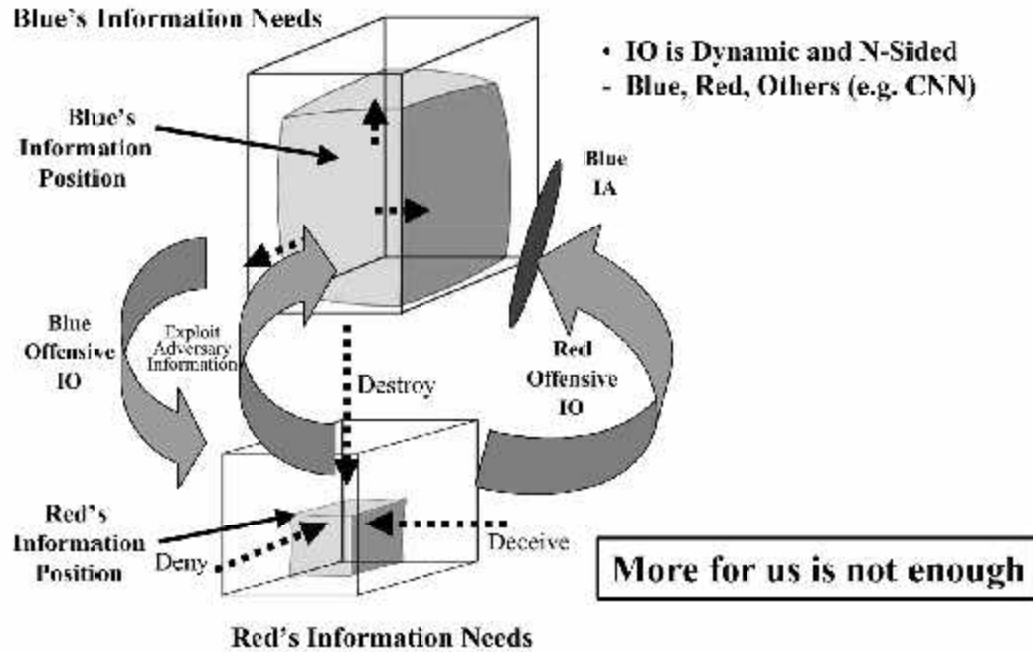 Blue's Information Needs
• IO is Dynamic and N-Sided
- Blue, Red, Others (e.g. CNN)
Blue's
Information
Position
Blue
IA
Blue
Offensive
IO
Exploit
Adversary
Information
Destroy
Red
Offensive
IO
Red's
Information
Position
Deny
Deceive
More for us is not enough
Red's Information Needs